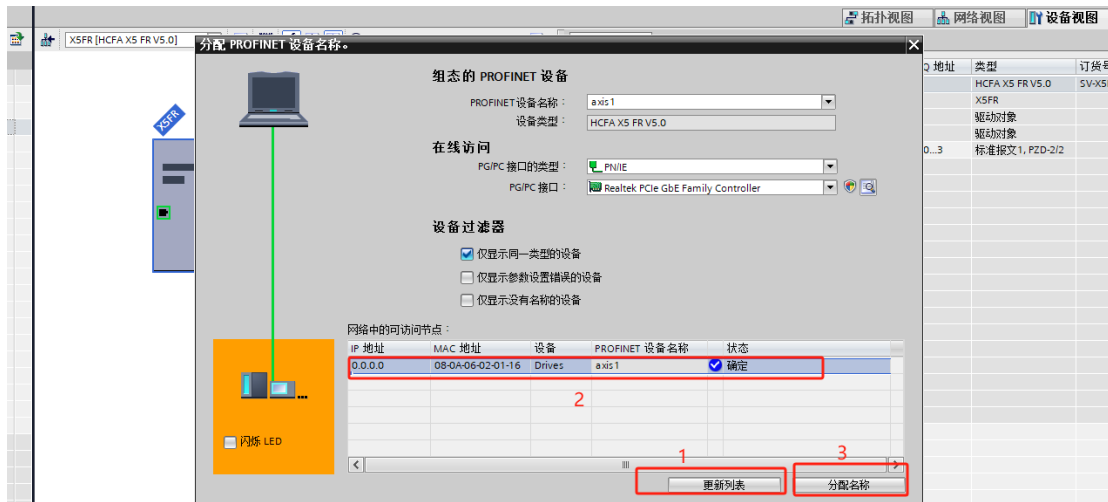 拓扑视图 网络视图 设备视图
X5FR [HCFA X5 FR V5.0]
分配 PROFINET 设备名称。
组态的 PROFINET 设备
PROFINET设备名称： axis1
设备类型： HCFA X5 FR V5.0
在线访问
PG/PC 接口的类型： PN/IE
PG/PC 接口： Realtek PCIe GbE Family Controller
设备过滤器
仅显示同一类型的设备
仅显示参数设置错误的设备
仅显示没有名称的设备
网络中的可访问节点：
IP 地址 MAC 地址 设备 PROFINET 设备名称 状态
0.0.0.0 08-0A-06-02-01-16 Drives axis1 确定
2
闪烁 LED
1 3
更新列表 分配名称
X5FR
Q 地址 类型 订货号
HCFA X5 FR V5.0 SV-X5
X5FR
驱动对象
驱动对象
0...3 标准报文1, PZD-2/2